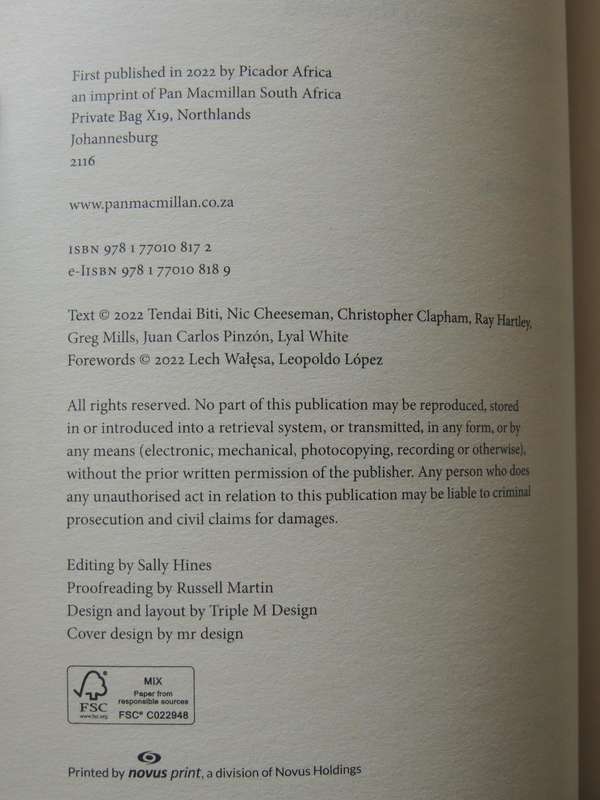 First published in 2022 by Picador Africa
an imprint of Pan Macmillan South Africa
Private Bag X19, Northlands
Johannesburg
2116
www.panmacmillan.co.za
ISBN 978 1 77010 817 2
e-IISBN 978 1 77010 818 9
Text © 2022 Tendai Biti, Nic Cheeseman, Christopher Clapham, Ray Hartley,
Greg Mills, Juan Carlos Pinzón, Lyal White
Forewords © 2022 Lech Wałęsa, Leopoldo López
All rights reserved. No part of this publication may be reproduced, stored
in or introduced into a retrieval system, or transmitted, in any form, or by
any means (electronic, mechanical, photocopying, recording or otherwise),
without the prior written permission of the publisher. Any person who does
any unauthorised act in relation to this publication may be liable to criminal
prosecution and civil claims for damages.
Editing by Sally Hines
Proofreading by Russell Martin
Design and layout by Triple M Design
Cover design by mr design
FSC
www.fsc.org
MIX
Paper from
responsible sources
FSC® C022948
Printed by novus print, a division of Novus Holdings